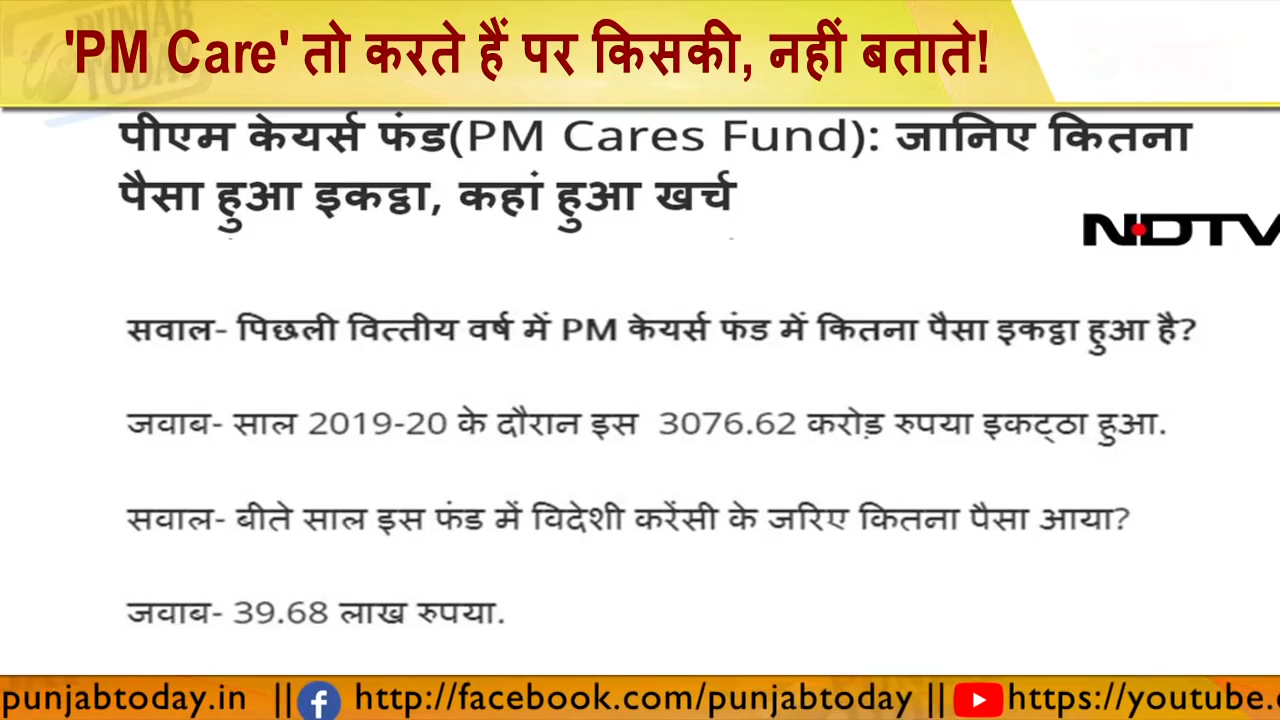 'PM Care' तो करते हैं पर किसकी, नहीं बताते!
पीएम केयर्स फंड(PM Cares Fund): जानिए कितना
पैसा हुआ इकट्ठा, कहां हुआ खर्च
NDTV
सवाल- पिछली वित्तीय वर्ष में PM केयर्स फंड में कितना पैसा इकट्ठा हुआ है?
जवाब- साल 2019-20 के दौरान इस 3076.62 करोड़ रुपया इकट्ठा हुआ.
सवाल- बीते साल इस फंड में विदेशी करेंसी के जरिए कितना पैसा आया?
जवाब- 39.68 लाख रुपया.
punjabtoday.in || http://facebook.com/punjabtoday || https://youtube.